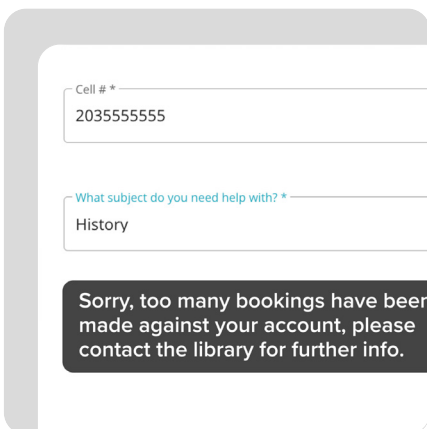 Cell # *
2035555555
What subject do you need help with? *
History
Sorry, too many bookings have been
made against your account, please
contact the library for further info.